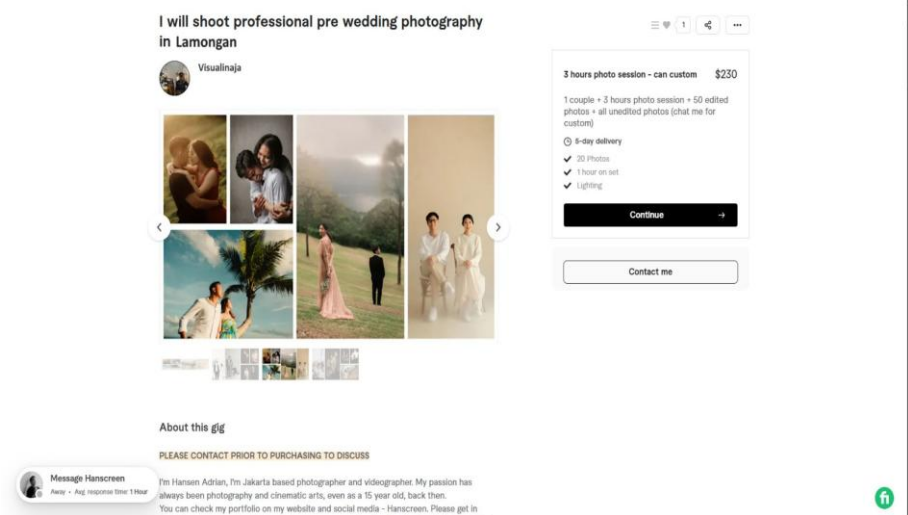 I will shoot professional pre wedding photography
in Lamongan
Visualinaja
1
3 hours photo session - can custom $230
1 couple + 3 hours photo session + 50 edited
photos + all unedited photos (chat me for
custom)
5-day delivery
20 Photos
1 hour on set
Lighting
Continue →
Contact me
About this gig
PLEASE CONTACT PRIOR TO PURCHASING TO DISCUSS
I'm Hansen Adrian, I'm Jakarta based photographer and videografer. My passion has
always been photography and cinematic arts, even as a 15 year old, back then.
You can check my portfolio on my website and social media - Hanscreen. Please get in
Message Hanscreen
Away • Avg. response time: 1 Hour
fi